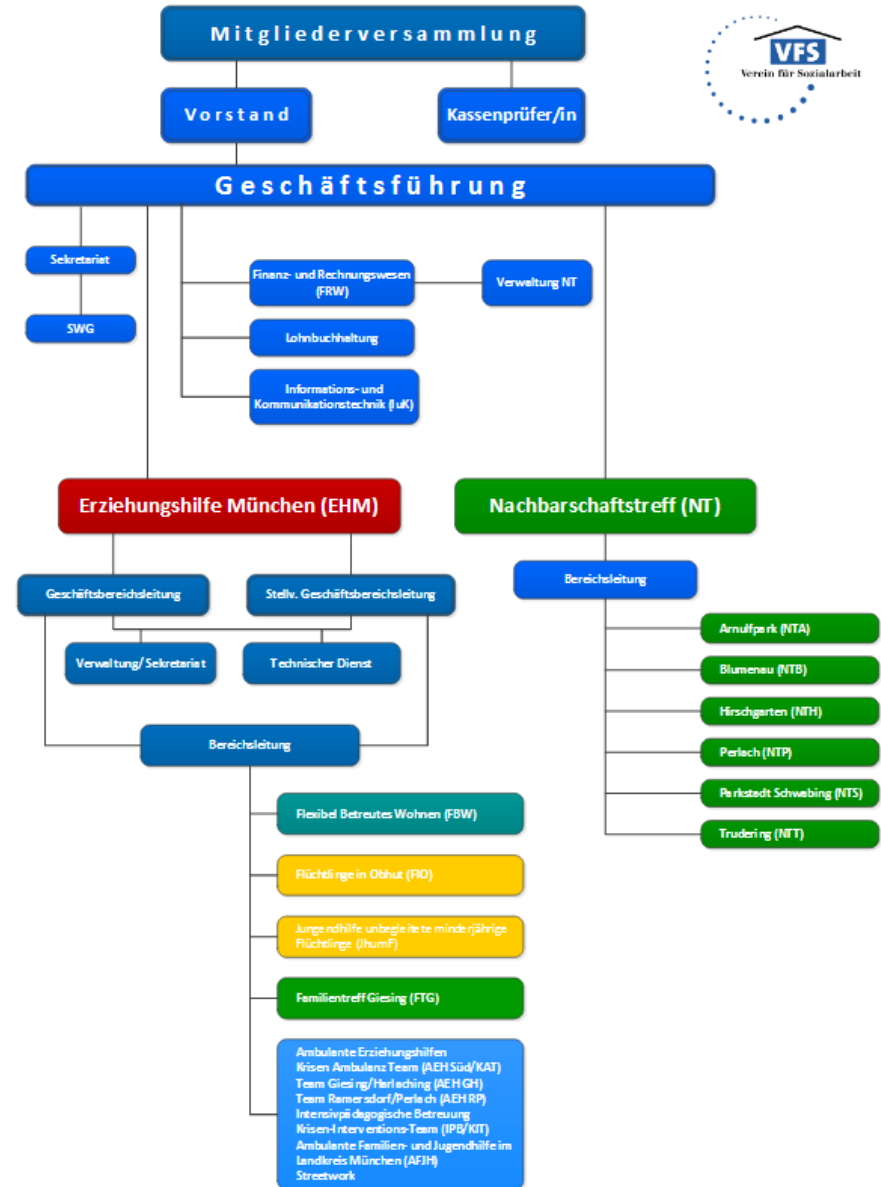 Mitgliederversammlung
VFS
Verein für Sozialarbeit
Vorstand
Kassenprüfer/in
Geschäftsführung
Sekretariat
SWG
Finanz- und Rechnungswesen
(FRW)
Verwaltung NT
Lohnbuchhaltung
Informations- und
Kommunikationstechnik (IuK)
Erziehungshilfe München (EHM)
Nachbarschaftstreff (NT)
Geschäftsbereichsleitung
Stellv. Geschäftsbereichsleitung
Verwaltung/ Sekretariat
Technischer Dienst
Bereichsleitung
Bereichsleitung
Arnulfpark (NTA)
Blumenau (NTB)
Hirschgarten (NTH)
Perlach (NTP)
Parkstadt Schwabing (NTS)
Trudering (NTT)
Flexibel Betreutes Wohnen (FBW)
Flüchtlinge in Obhut (FIO)
Jungendhilfe unbegleitete minderjährige
Flüchtlinge (JhumF)
Familientreff Giesing (FTG)
Ambulante Erziehungshilfen
Krisen Ambulanz Team (AEH Süd/KAT)
Team Giesing/Harlaching (AEH GH)
Team Ramersdorf/Perlach (AEH RP)
Intensivpädagogische Betreuung
Krisen-Interventions-Team (IPB/KIT)
Ambulante Familien- und Jugendhilfe im
Landkreis München (AFJH)
Streetwork